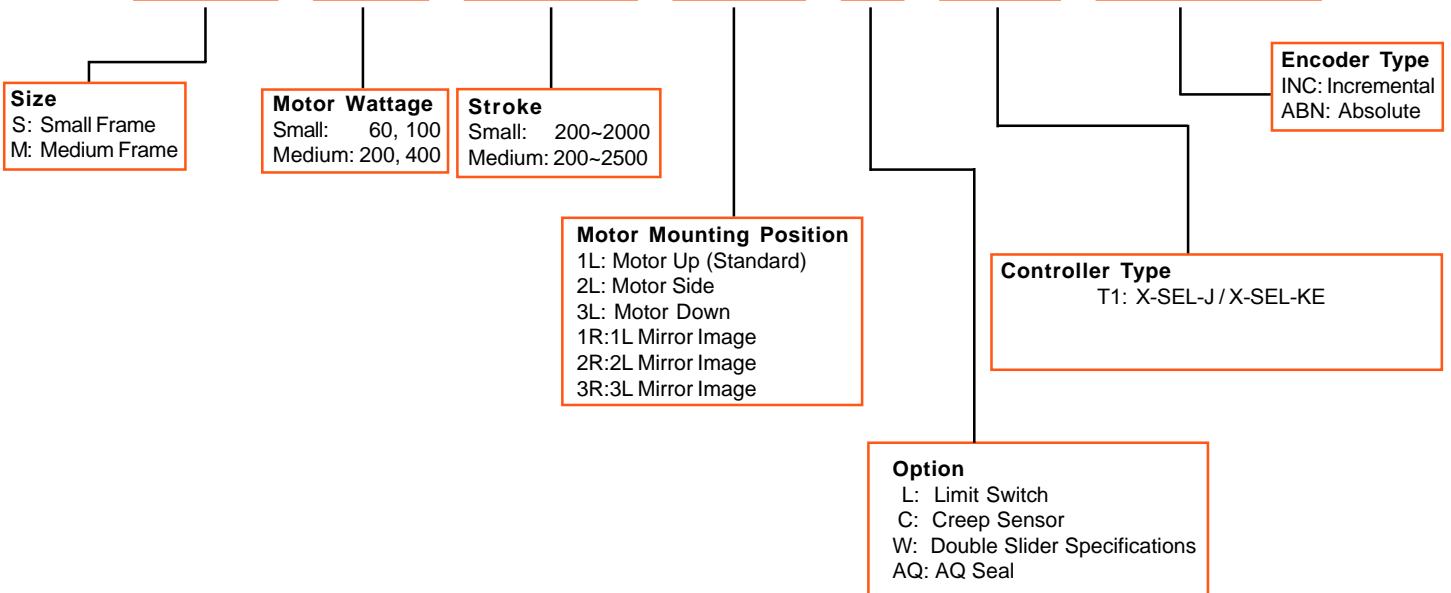 Encoder Type
INC: Incremental
ABN: Absolute
Size
S: Small Frame
M: Medium Frame
Motor Wattage
Small: 60, 100
Medium: 200, 400
Stroke
Small: 200~2000
Medium: 200~2500
Motor Mounting Position
1L: Motor Up (Standard)
2L: Motor Side
3L: Motor Down
1R:1L Mirror Image
2R:2L Mirror Image
3R:3L Mirror Image
Controller Type
T1: X-SEL-J / X-SEL-KE
Option
L: Limit Switch
C: Creep Sensor
W: Double Slider Specifications
AQ: AQ Seal